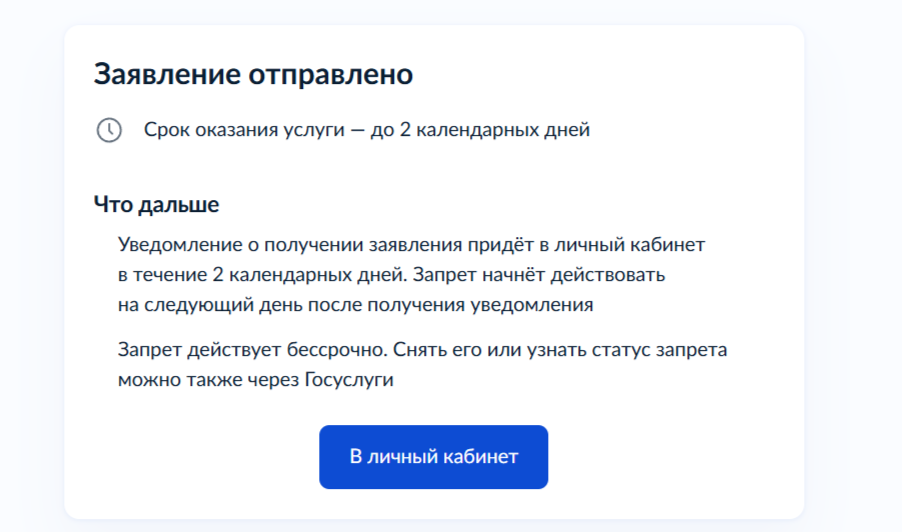 Заявление отправлено
Срок оказания услуги — до 2 календарных дней
Что дальше
Уведомление о получении заявления придёт в личный кабинет
в течение 2 календарных дней. Запрет начнёт действовать
на следующий день после получения уведомления
Запрет действует бессрочно. Снять его или узнать статус запрета
можно также через Госуслуги
В личный кабинет